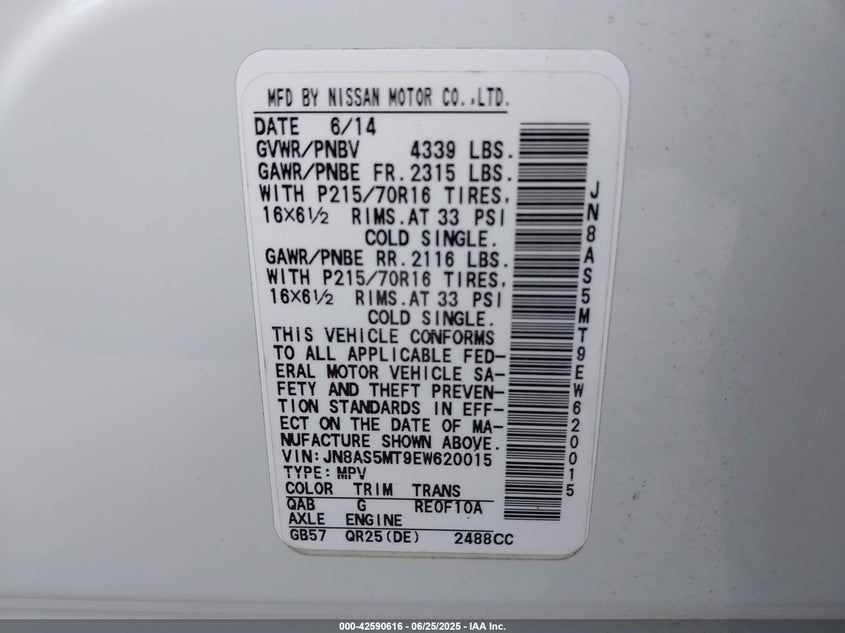 MFD BY NISSAN MOTOR CO.,LTD.
DATE 6/14
GVWR/PNBV 4339 LBS.
GAWR/PNBE FR.2315 LBS.
WITH P215/70R16 TIRES,
16X6½ RIMS.AT 33 PSI
COLD SINGLE.
GAWR/PNBE RR.2116 LBS.
WITH P215/70R16 TIRES,
16X6½ RIMS.AT 33 PSI
COLD SINGLE.
THIS VEHICLE CONFORMS
TO ALL APPLICABLE FED-
ERAL MOTOR VEHICLE SA-
FETY AND THEFT PREVEN-
TION STANDARDS IN EFF-
ECT ON THE DATE OF MA-
NUFACTURE SHOWN ABOVE.
VIN:JN8AS5MT9EW620015
TYPE:MPV
COLOR TRIM TRANS
QAB G RE0F10A
AXLE ENGINE
GB57 QR25(DE) 2488CC
JN8AS5MT9EW620015
000-42590616 - 06/25/2025 - IAA Inc.